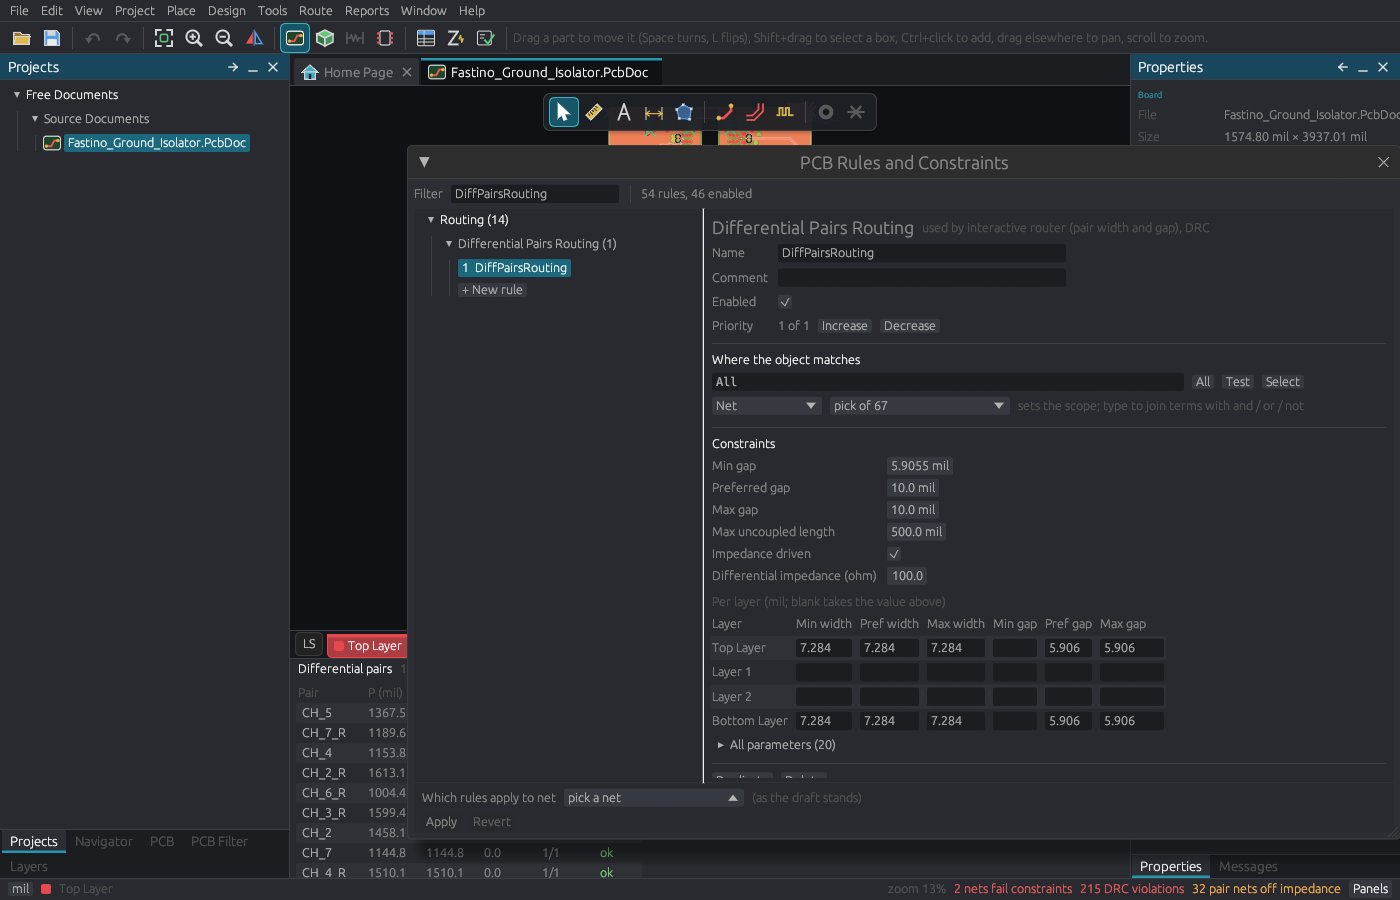 File Edit View Project Place Design Tools Route Reports Window Help
Drag a part to move it (Space turns, L flips), Shift+drag to select a box, Ctrl+click to add, drag elsewhere to pan, scroll to zoom.
Projects
Home Page
Fastino_Ground_Isolator.PcbDoc
Properties
Free Documents
Source Documents
Fastino_Ground_Isolator.PcbDoc
Board
File Fastino_Ground_Isolator.PcbDoc
Size 1574.80 mil × 3937.01 mil
PCB Rules and Constraints
Filter DiffPairsRouting 54 rules, 46 enabled
Routing (14)
Differential Pairs Routing (1)
1 DiffPairsRouting
+ New rule
Differential Pairs Routing used by interactive router (pair width and gap), DRC
Name DiffPairsRouting
Comment
Enabled
Priority 1 of 1 Increase Decrease
Where the object matches
All All Test Select
Net pick of 67 sets the scope; type to join terms with and / or / not
Constraints
Min gap 5.9055 mil
Preferred gap 10.0 mil
Max gap 10.0 mil
Max uncoupled length 500.0 mil
Impedance driven
Differential impedance (ohm) 100.0
Per layer (mil; blank takes the value above)
Layer Min width Pref width Max width Min gap Pref gap Max gap
Top Layer 7.284 7.284 7.284 5.906 5.906
Layer 1
Layer 2
Bottom Layer 7.284 7.284 7.284 5.906 5.906
All parameters (20)
Which rules apply to net pick a net (as the draft stands)
Apply Revert
LS Top Layer
Differential pairs
Pair P (mil)
CH_5 1367.5
CH_7_R 1189.6
CH_4 1153.8
CH_2_R 1613.1
CH_6_R 1004.4
CH_3_R 1599.4
CH_2 1458.1
CH_7 1144.8 1144.8 0.0 1/1 ok
CH_4_R 1510.1 1510.1 0.0 1/1 ok
Projects Navigator PCB PCB Filter
Layers
Properties Messages
mil Top Layer
zoom 13% 2 nets fail constraints 215 DRC violations 32 pair nets off impedance Panels